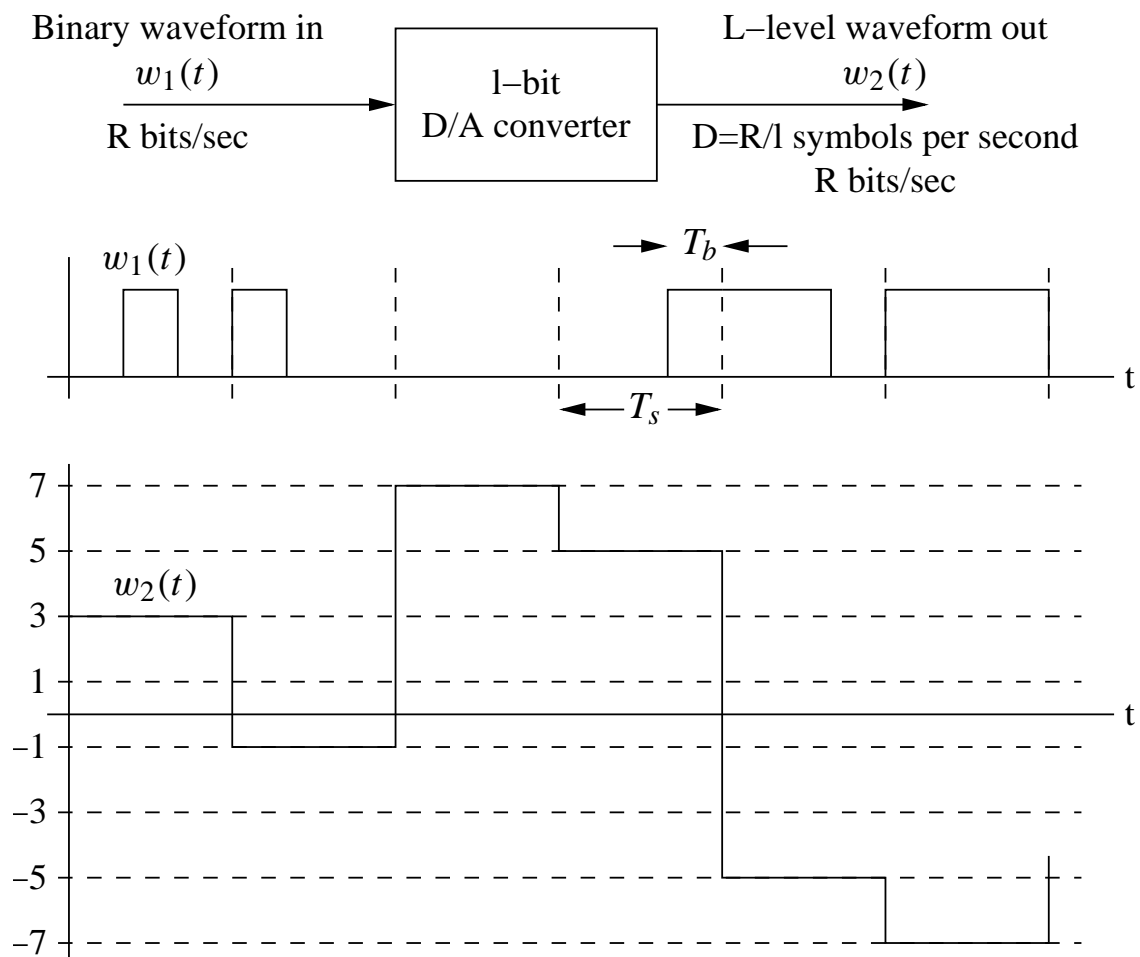 Binary waveform in
w1(t)
R bits/sec
l–bit
D/A converter
L–level waveform out
w2(t)
D=R/l symbols per second
R bits/sec
w1(t)
Tb
t
Ts
7
5
w2(t)
3
1
t
–1
–3
–5
–7